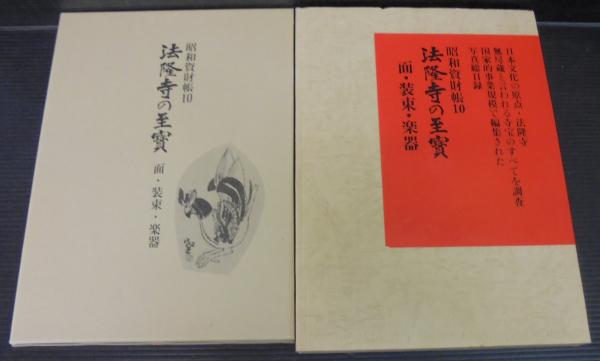 昭和資財帳10
法隆寺の至寳
面・装束・楽器
日本文化の原点・法隆寺
無尽蔵と言われる寺宝のすべてを調査
国家的事業規模で編集された
写真総目録
昭和資財帳10
法隆寺の至寳
面・装束・楽器